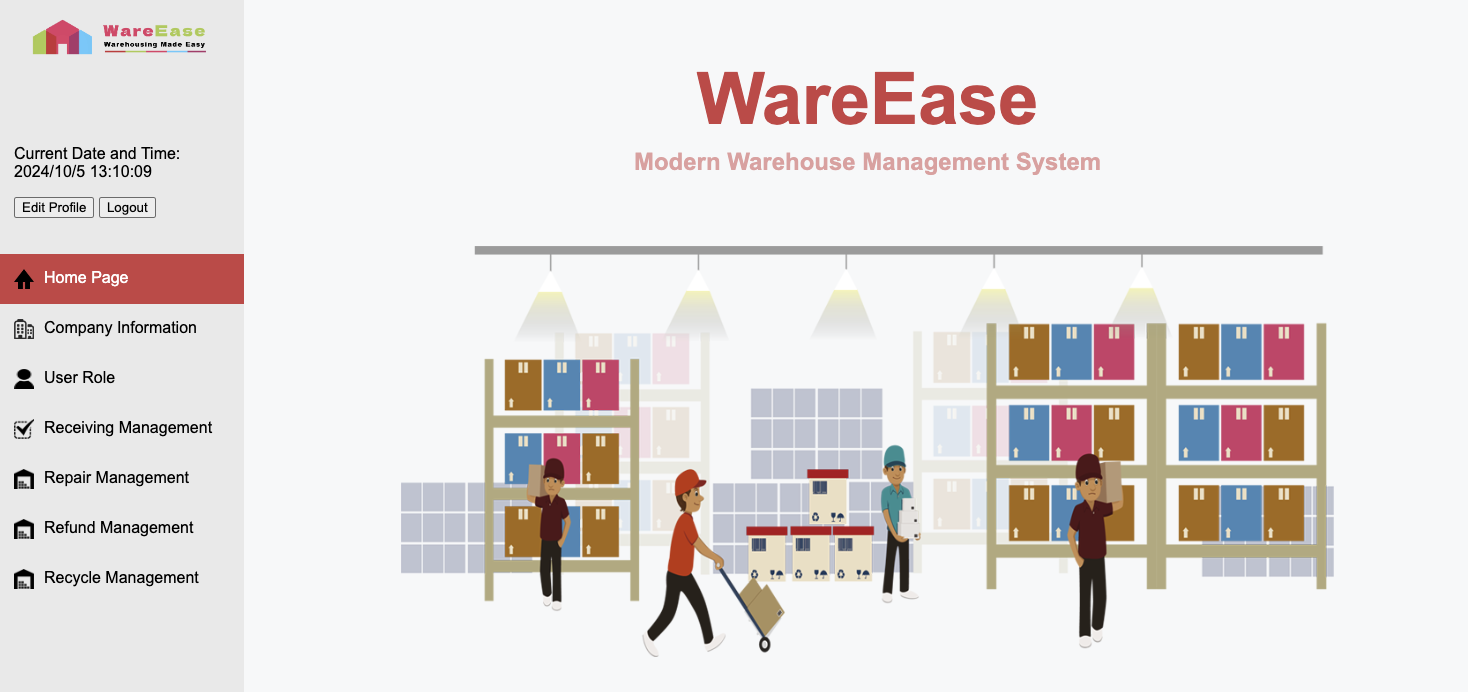 WareEase
Warehousing Made Easy
Current Date and Time:
2024/10/5 13:10:09
Edit Profile Logout
Home Page
Company Information
User Role
Receiving Management
Repair Management
Refund Management
Recycle Management
WareEase
Modern Warehouse Management System